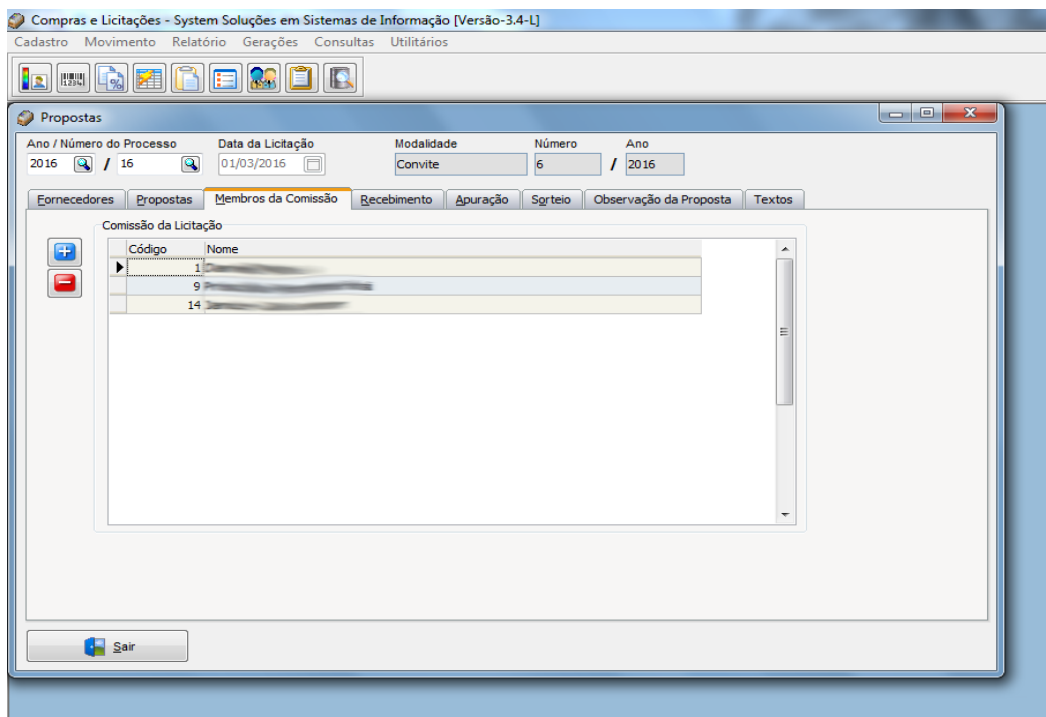 Compras e Licitações - System Soluções em Sistemas de Informação [Versão-3.4-L]
Cadastro Movimento Relatório Gerações Consultas Utilitários
Propostas
Ano / Número do Processo Data da Licitação Modalidade Número Ano
2016 / 16 01/03/2016 Convite 6 / 2016
Fornecedores Propostas Membros da Comissão Recebimento Apuração Sorteio Observação da Proposta Textos
Comissão da Licitação
Código Nome
1
9
14
Sair